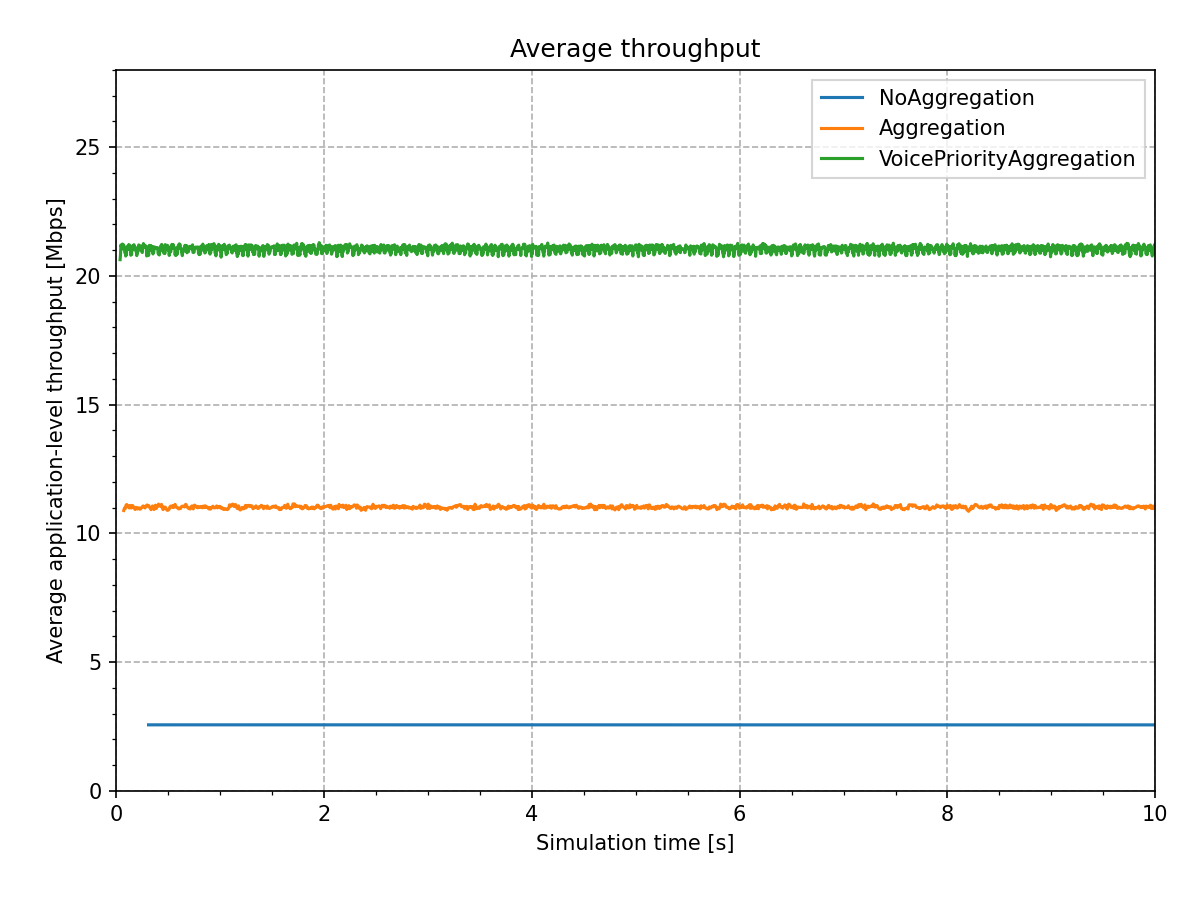 Average throughput
NoAggregation
Aggregation
VoicePriorityAggregation
Average application-level throughput [Mbps]
25
20
15
10
5
0
0 2 4 6 8 10
Simulation time [s]